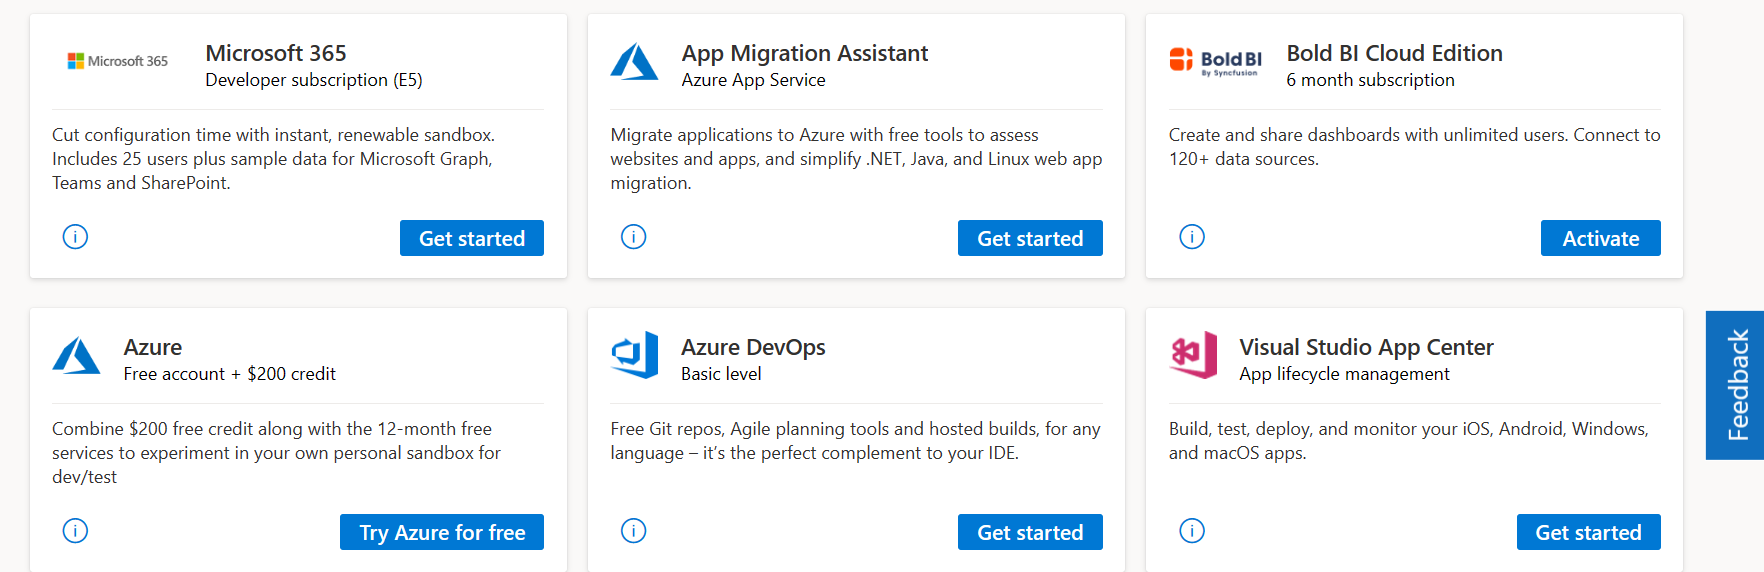 Microsoft 365
Microsoft 365
Developer subscription (E5)
Cut configuration time with instant, renewable sandbox.
Includes 25 users plus sample data for Microsoft Graph,
Teams and SharePoint.
i
Get started
App Migration Assistant
Azure App Service
Migrate applications to Azure with free tools to assess
websites and apps, and simplify .NET, Java, and Linux web app
migration.
i
Get started
Bold BI
By Syncfusion
Bold BI Cloud Edition
6 month subscription
Create and share dashboards with unlimited users. Connect to
120+ data sources.
i
Activate
Azure
Free account + $200 credit
Combine $200 free credit along with the 12-month free
services to experiment in your own personal sandbox for
dev/test
i
Try Azure for free
Azure DevOps
Basic level
Free Git repos, Agile planning tools and hosted builds, for any
language – it's the perfect complement to your IDE.
i
Get started
Visual Studio App Center
App lifecycle management
Build, test, deploy, and monitor your iOS, Android, Windows,
and macOS apps.
i
Get started
Feedback